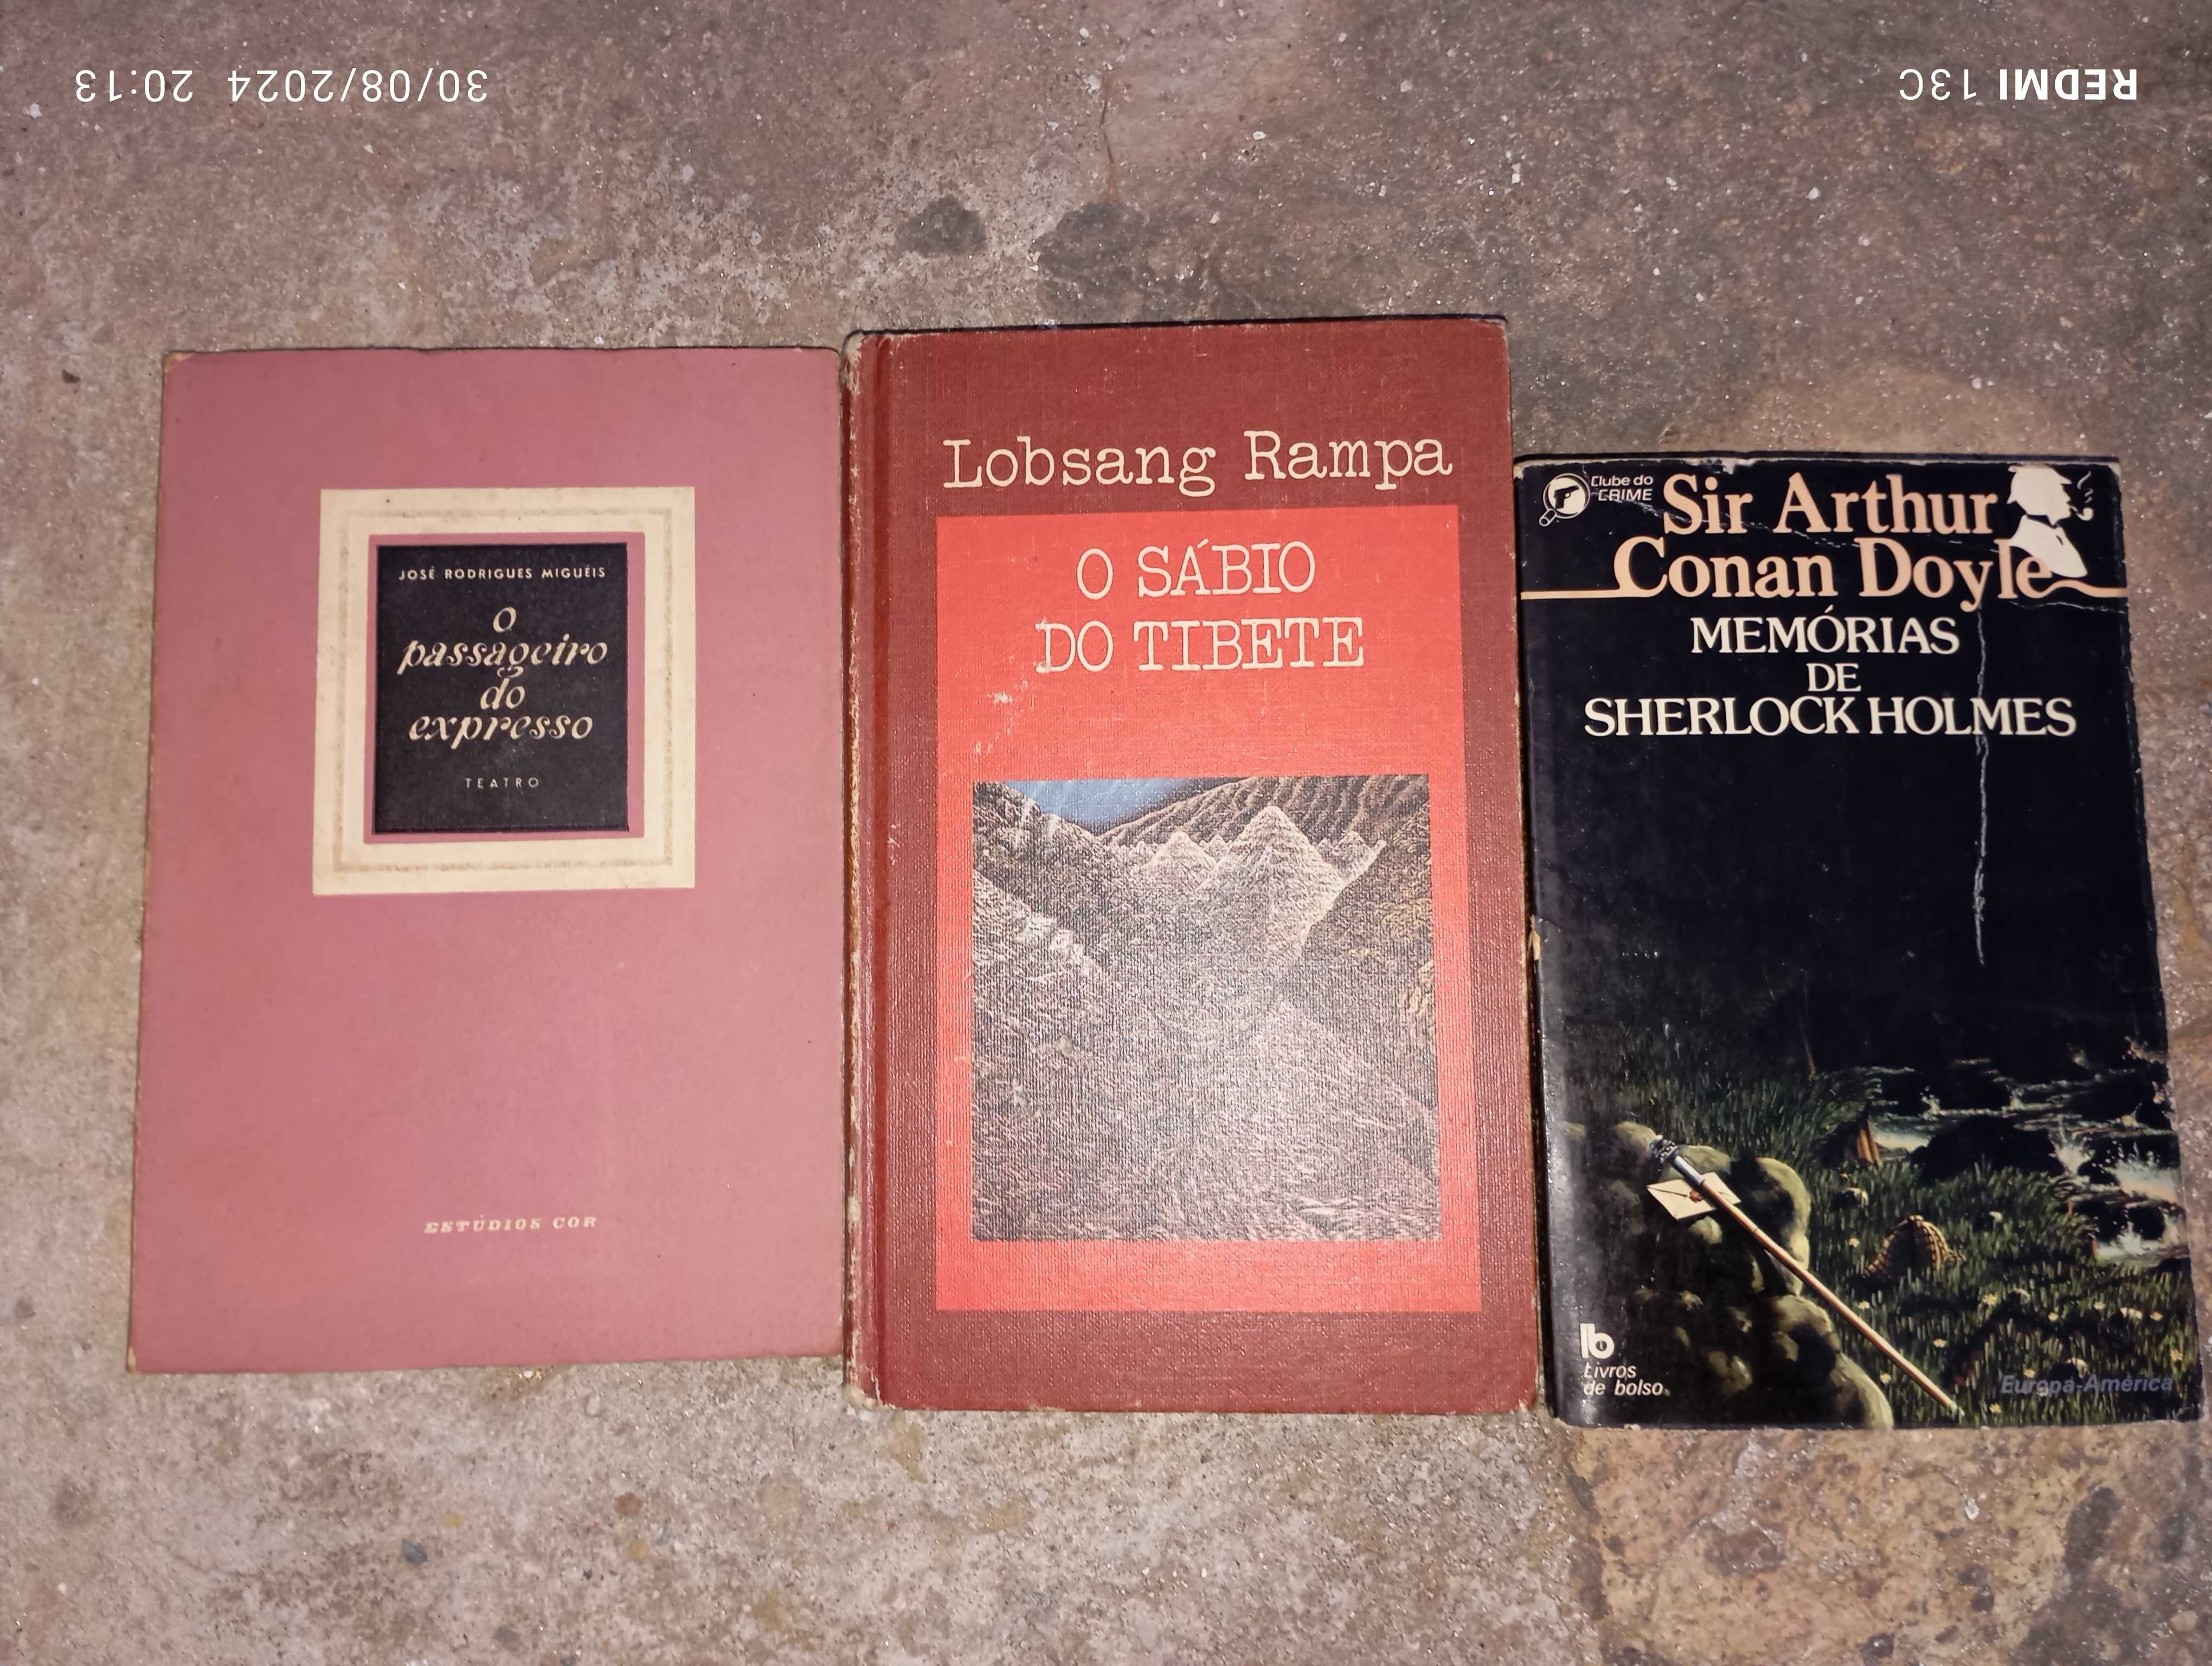 30/08/2024 20:13
REDMI 13C
JOSÉ RODRIGUES MIGUÉIS
o
passageiro
do
expresso
TEATRO
ESTÚDIOS COR
Lobsang Rampa
O SÁBIO
DO TIBETE
Clube do
CRIME
Sir Arthur
Conan Doyle
MEMÓRIAS
DE
SHERLOCK HOLMES
lb
Livros
de bolso
Europa-América